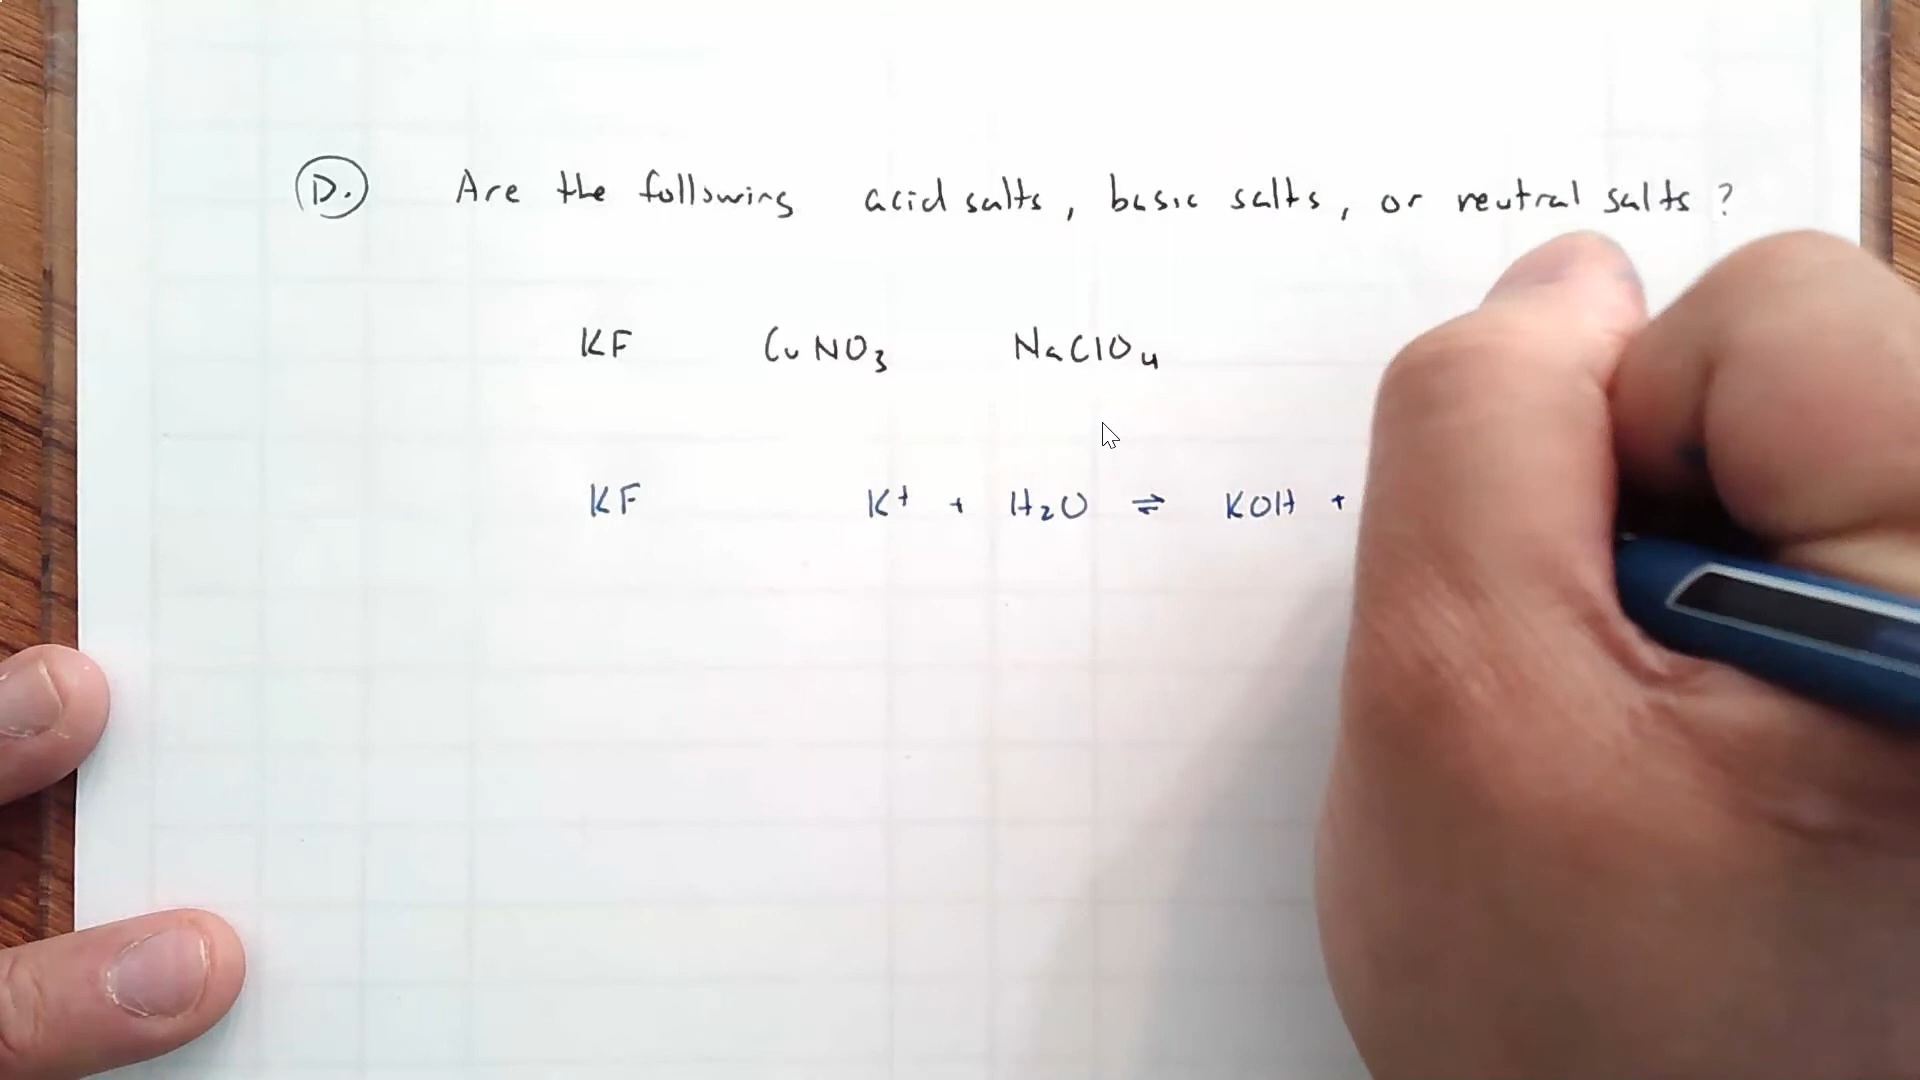 D. Are the following acid salts, basic salts, or neutral salts?
KF CuNO₃ NaClO₄
KF K⁺ + H₂O ⇌ KOH +